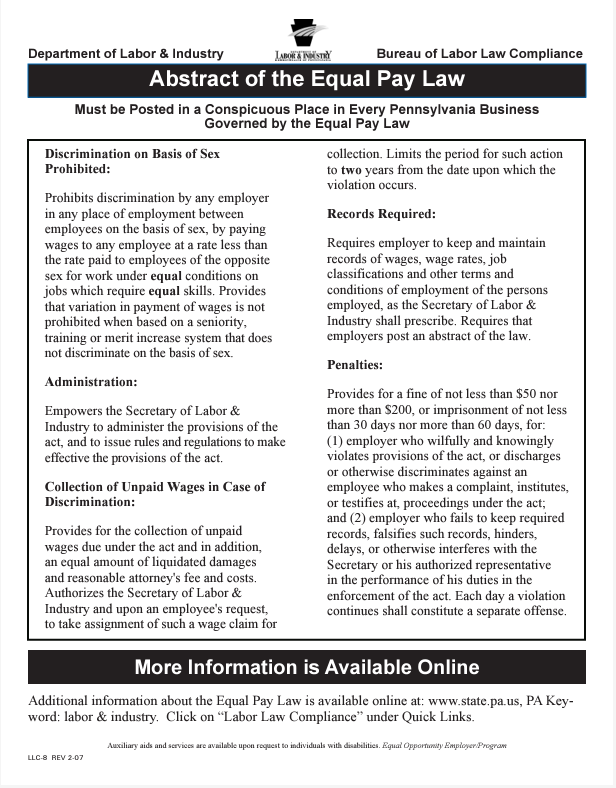 Department of Labor & Industry
LABOR & INDUSTRY
Bureau of Labor Law Compliance
Abstract of the Equal Pay Law
Must be Posted in a Conspicuous Place in Every Pennsylvania Business
Governed by the Equal Pay Law
Discrimination on Basis of Sex
Prohibited:
Prohibits discrimination by any employer
in any place of employment between
employees on the basis of sex, by paying
wages to any employee at a rate less than
the rate paid to employees of the opposite
sex for work under equal conditions on
jobs which require equal skills. Provides
that variation in payment of wages is not
prohibited when based on a seniority,
training or merit increase system that does
not discriminate on the basis of sex.
Administration:
Empowers the Secretary of Labor &
Industry to administer the provisions of the
act, and to issue rules and regulations to make
effective the provisions of the act.
Collection of Unpaid Wages in Case of
Discrimination:
Provides for the collection of unpaid
wages due under the act and in addition,
an equal amount of liquidated damages
and reasonable attorney's fee and costs.
Authorizes the Secretary of Labor &
Industry and upon an employee's request,
to take assignment of such a wage claim for
collection. Limits the period for such action
to two years from the date upon which the
violation occurs.
Records Required:
Requires employer to keep and maintain
records of wages, wage rates, job
classifications and other terms and
conditions of employment of the persons
employed, as the Secretary of Labor &
Industry shall prescribe. Requires that
employers post an abstract of the law.
Penalties:
Provides for a fine of not less than $50 nor
more than $200, or imprisonment of not less
than 30 days nor more than 60 days, for:
(1) employer who wilfully and knowingly
violates provisions of the act, or discharges
or otherwise discriminates against an
employee who makes a complaint, institutes,
or testifies at, proceedings under the act;
and (2) employer who fails to keep required
records, falsifies such records, hinders,
delays, or otherwise interferes with the
Secretary or his authorized representative
in the performance of his duties in the
enforcement of the act. Each day a violation
continues shall constitute a separate offense.
More Information is Available Online
Additional information about the Equal Pay Law is available online at: www.state.pa.us, PA Key-
word: labor & industry.  Click on “Labor Law Compliance” under Quick Links.
Auxiliary aids and services are available upon request to individuals with disabilities. Equal Opportunity Employer/Program
LLC-8 REV 2-07